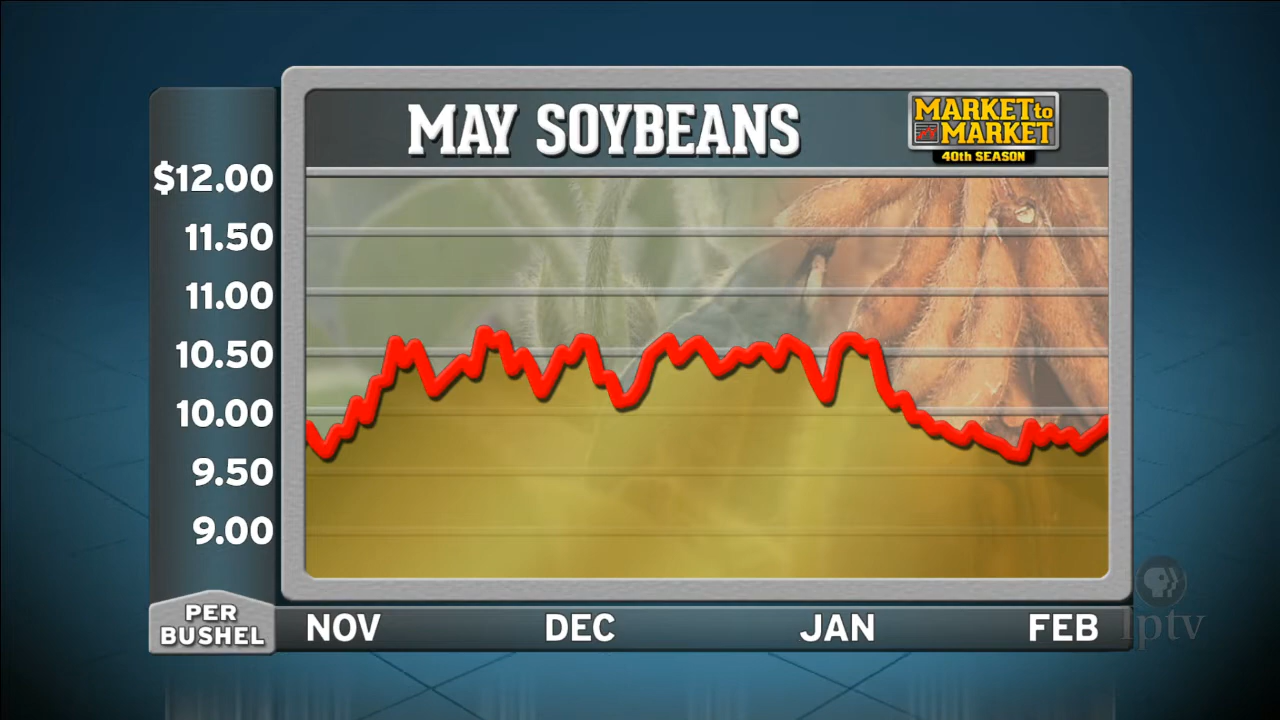 MAY SOYBEANS
MARKET to
MARKET
40th SEASON
$12.00
11.50
11.00
10.50
10.00
9.50
9.00
PER
BUSHEL
NOV DEC JAN FEB
Iptv